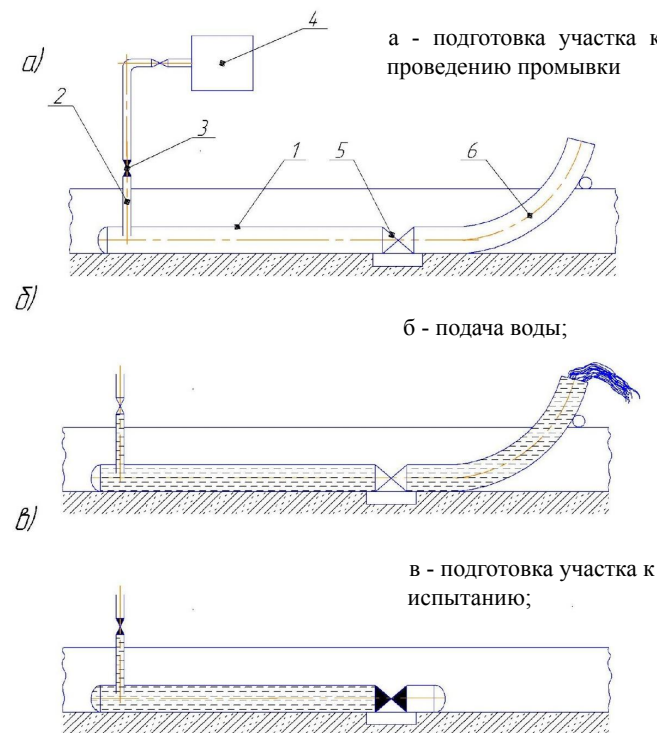 4
а - подготовка участка к
проведению промывки
а)
2
3
1
5
6
б)
б - подача воды;
в)
в - подготовка участка к
испытанию;